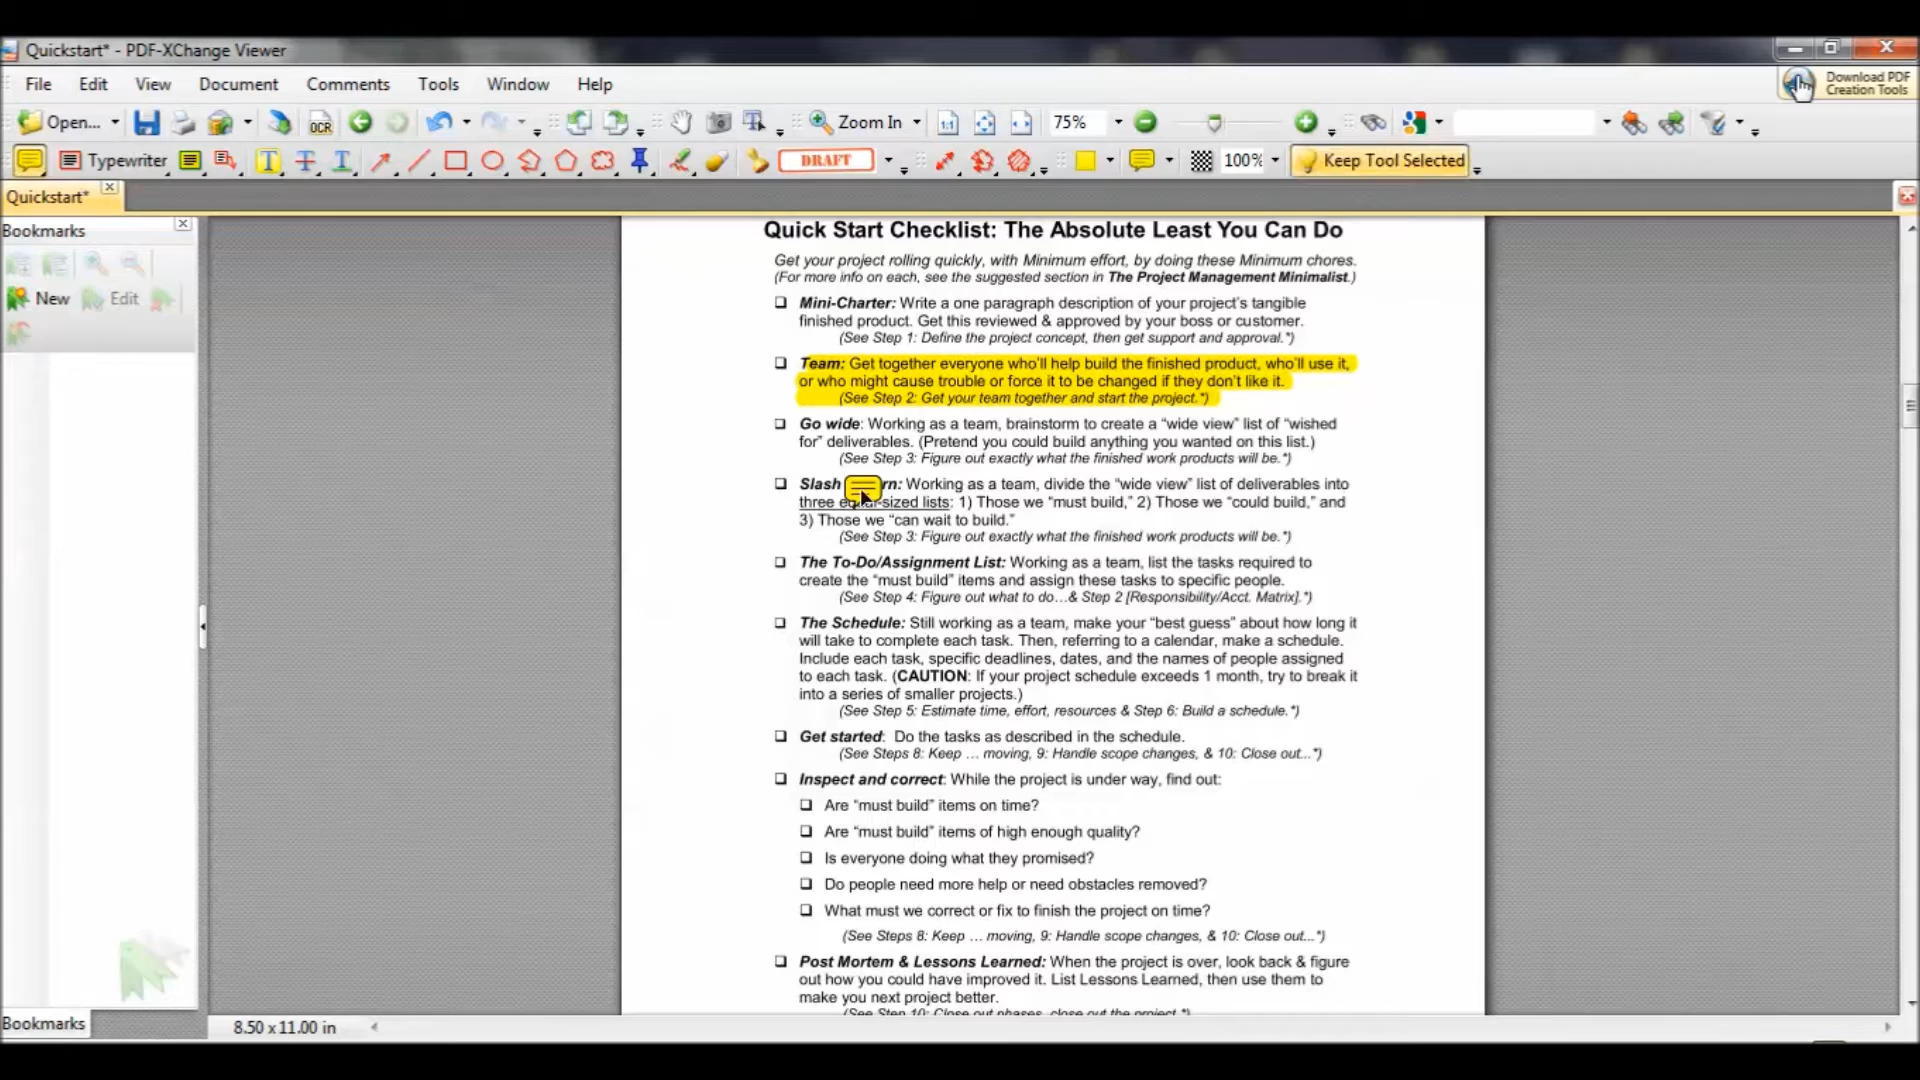 Quickstart* - PDF-XChange Viewer
File Edit View Document Comments Tools Window Help
Download PDF
Creation Tools
Open... OCR Zoom In 1:1 75%
Typewriter T T T DRAFT 100% Keep Tool Selected
Quickstart*
Bookmarks
New Edit
Quick Start Checklist: The Absolute Least You Can Do
Get your project rolling quickly, with Minimum effort, by doing these Minimum chores.
(For more info on each, see the suggested section in The Project Management Minimalist.)
Mini-Charter: Write a one paragraph description of your project's tangible
finished product. Get this reviewed & approved by your boss or customer.
(See Step 1: Define the project concept, then get support and approval.*)
Team: Get together everyone who'll help build the finished product, who'll use it,
or who might cause trouble or force it to be changed if they don't like it.
(See Step 2: Get your team together and start the project.*)
Go wide: Working as a team, brainstorm to create a “wide view” list of “wished
for” deliverables. (Pretend you could build anything you wanted on this list.)
(See Step 3: Figure out exactly what the finished work products will be.*)
Slash Working as a team, divide the “wide view” list of deliverables into
three sized lists: 1) Those we “must build,” 2) Those we “could build,” and
3) Those we “can wait to build.”
(See Step 3: Figure out exactly what the finished work products will be.*)
The To-Do/Assignment List: Working as a team, list the tasks required to
create the “must build” items and assign these tasks to specific people.
(See Step 4: Figure out what to do…& Step 2 [Responsibility/Acct. Matrix].*)
The Schedule: Still working as a team, make your “best guess” about how long it
will take to complete each task. Then, referring to a calendar, make a schedule.
Include each task, specific deadlines, dates, and the names of people assigned
to each task. (CAUTION: If your project schedule exceeds 1 month, try to break it
into a series of smaller projects.)
(See Step 5: Estimate time, effort, resources & Step 6: Build a schedule.*)
Get started: Do the tasks as described in the schedule.
(See Steps 8: Keep … moving, 9: Handle scope changes, & 10: Close out...*)
Inspect and correct: While the project is under way, find out:
Are “must build” items on time?
Are “must build” items of high enough quality?
Is everyone doing what they promised?
Do people need more help or need obstacles removed?
What must we correct or fix to finish the project on time?
(See Steps 8: Keep … moving, 9: Handle scope changes, & 10: Close out...*)
Post Mortem & Lessons Learned: When the project is over, look back & figure
out how you could have improved it. List Lessons Learned, then use them to
make you next project better.
(See Step 10: Close out phases, close out the project.*)
Bookmarks
8.50 x 11.00 in